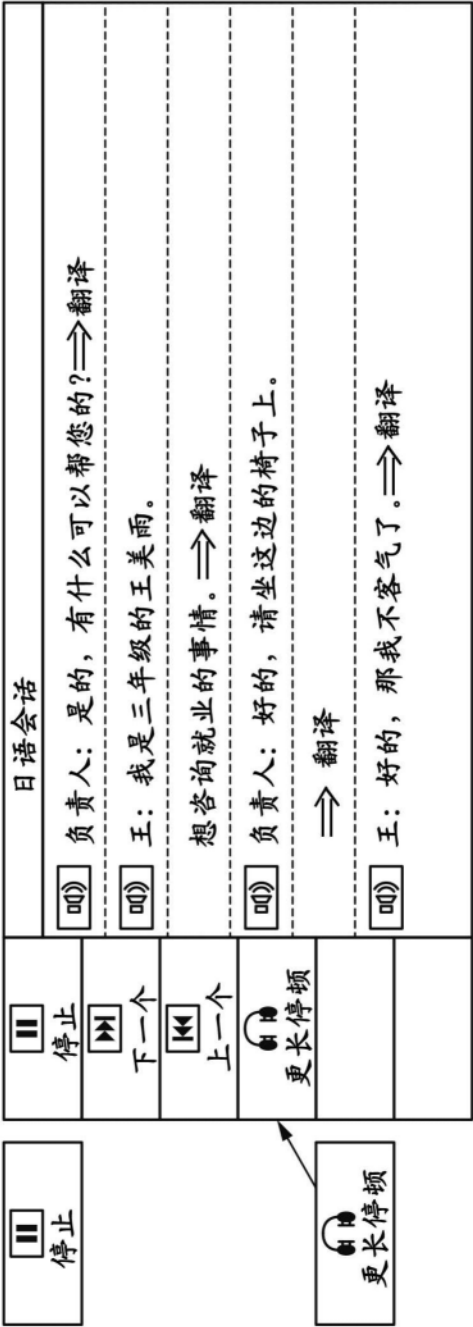 停止
更长停顿
停止
下一个
上一个
更长停顿
日语会话
负责人：是的，有什么可以帮您的？⇒翻译
王：我是三年级的王美雨。
想咨询就业的事情。⇒翻译
负责人：好的，请坐这边的椅子上。
⇒ 翻译
王：好的，那我不客气了。⇒翻译